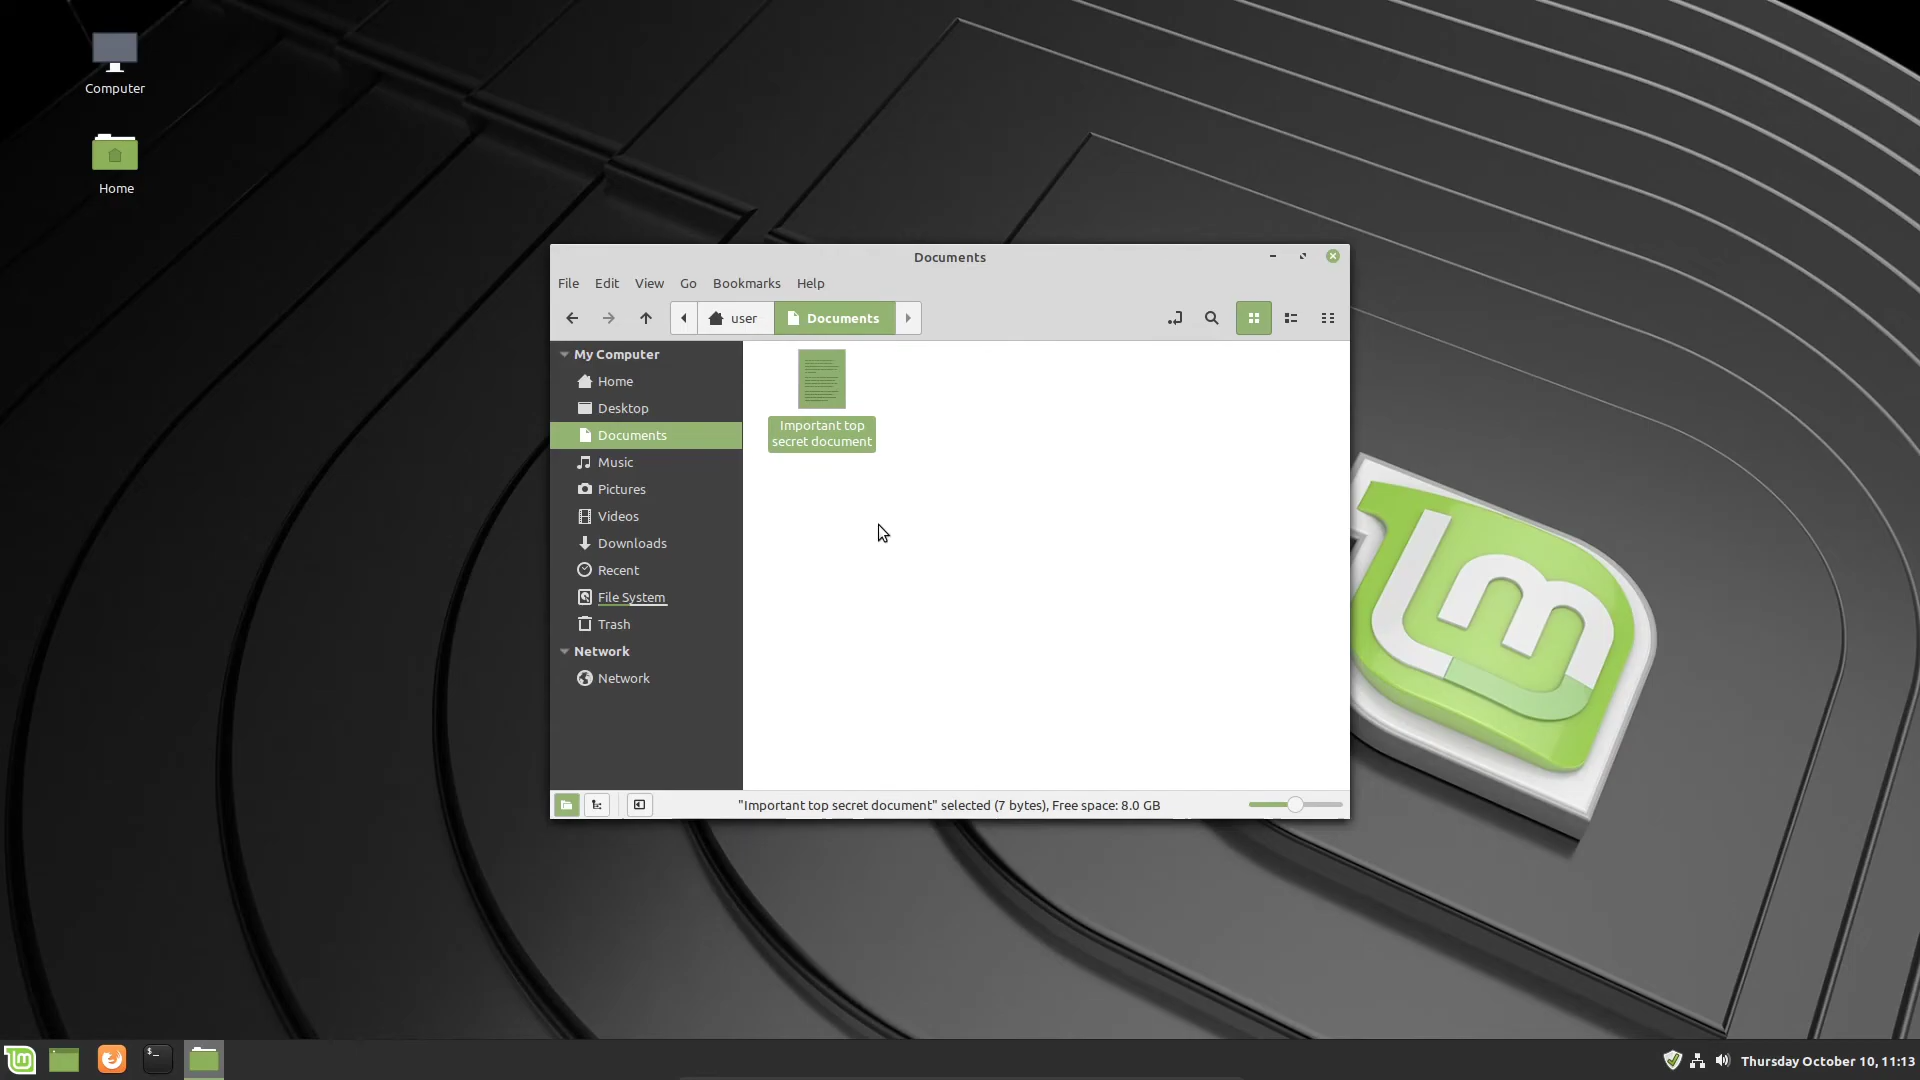 Computer
Home
Documents
File Edit View Go Bookmarks Help
user Documents
My Computer
Home
Desktop
Documents
Music
Pictures
Videos
Downloads
Recent
File System
Trash
Network
Network
Important top
secret document
"Important top secret document" selected (7 bytes), Free space: 8.0 GB
$_
Thursday October 10, 11:13